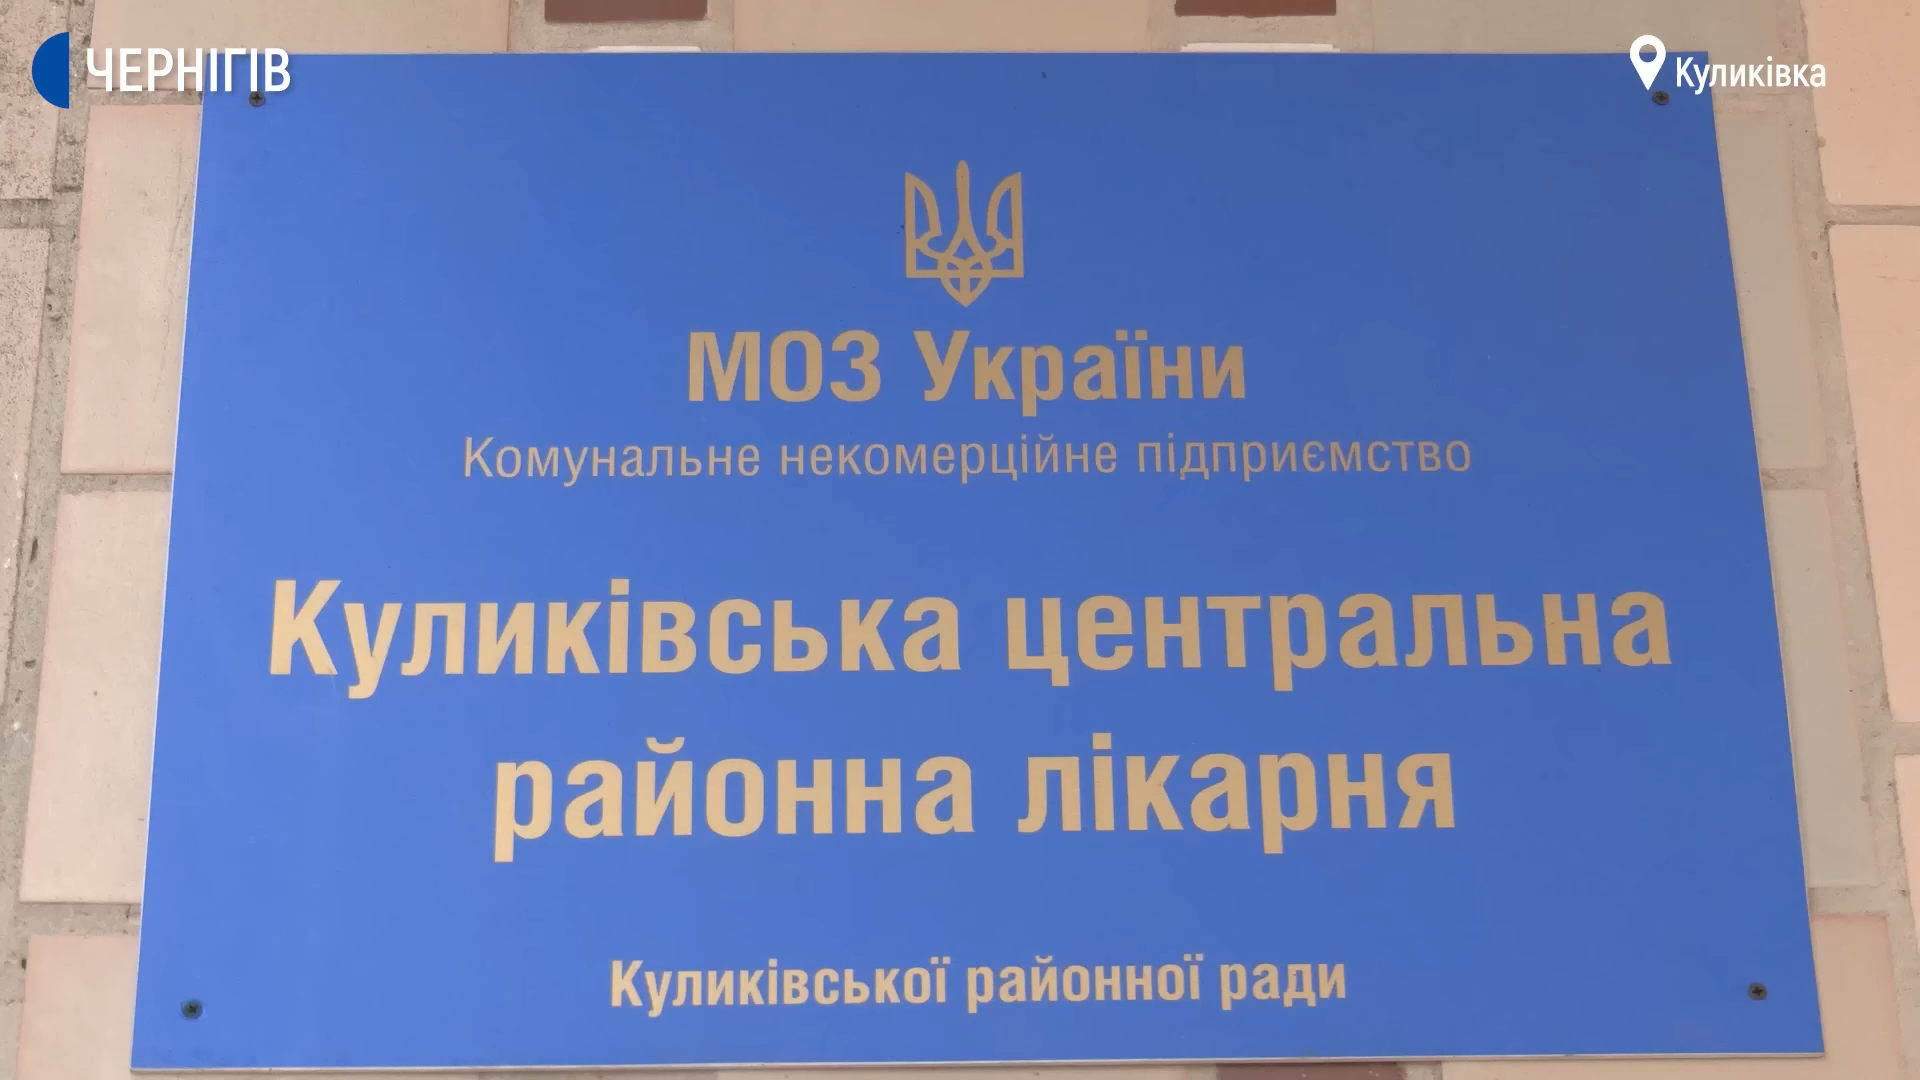 ЧЕРНІГІВ
Куликівка
МОЗ України
Комунальне некомерційне підприємство
Куликівська центральна
районна лікарня
Куликівської районної ради